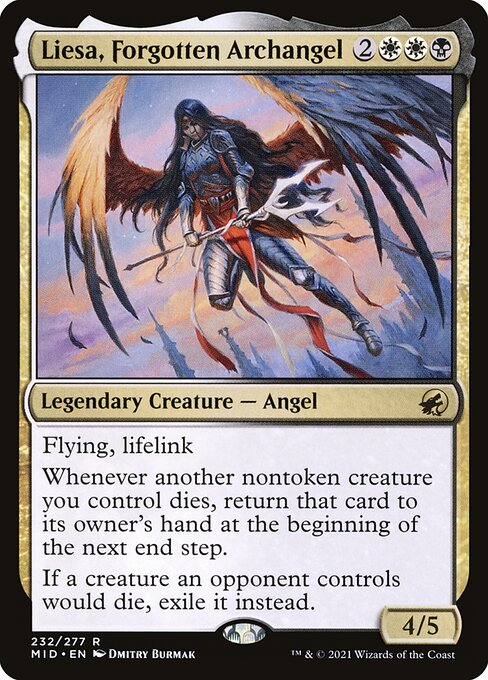 Liesa, Forgotten Archangel 2
Legendary Creature — Angel
Flying, lifelink
Whenever another nontoken creature
you control dies, return that card to
its owner's hand at the beginning of
the next end step.
If a creature an opponent controls
would die, exile it instead.
4/5
232/277 R
MID • EN Dmitry Burmak
™ & © 2021 Wizards of the Coast